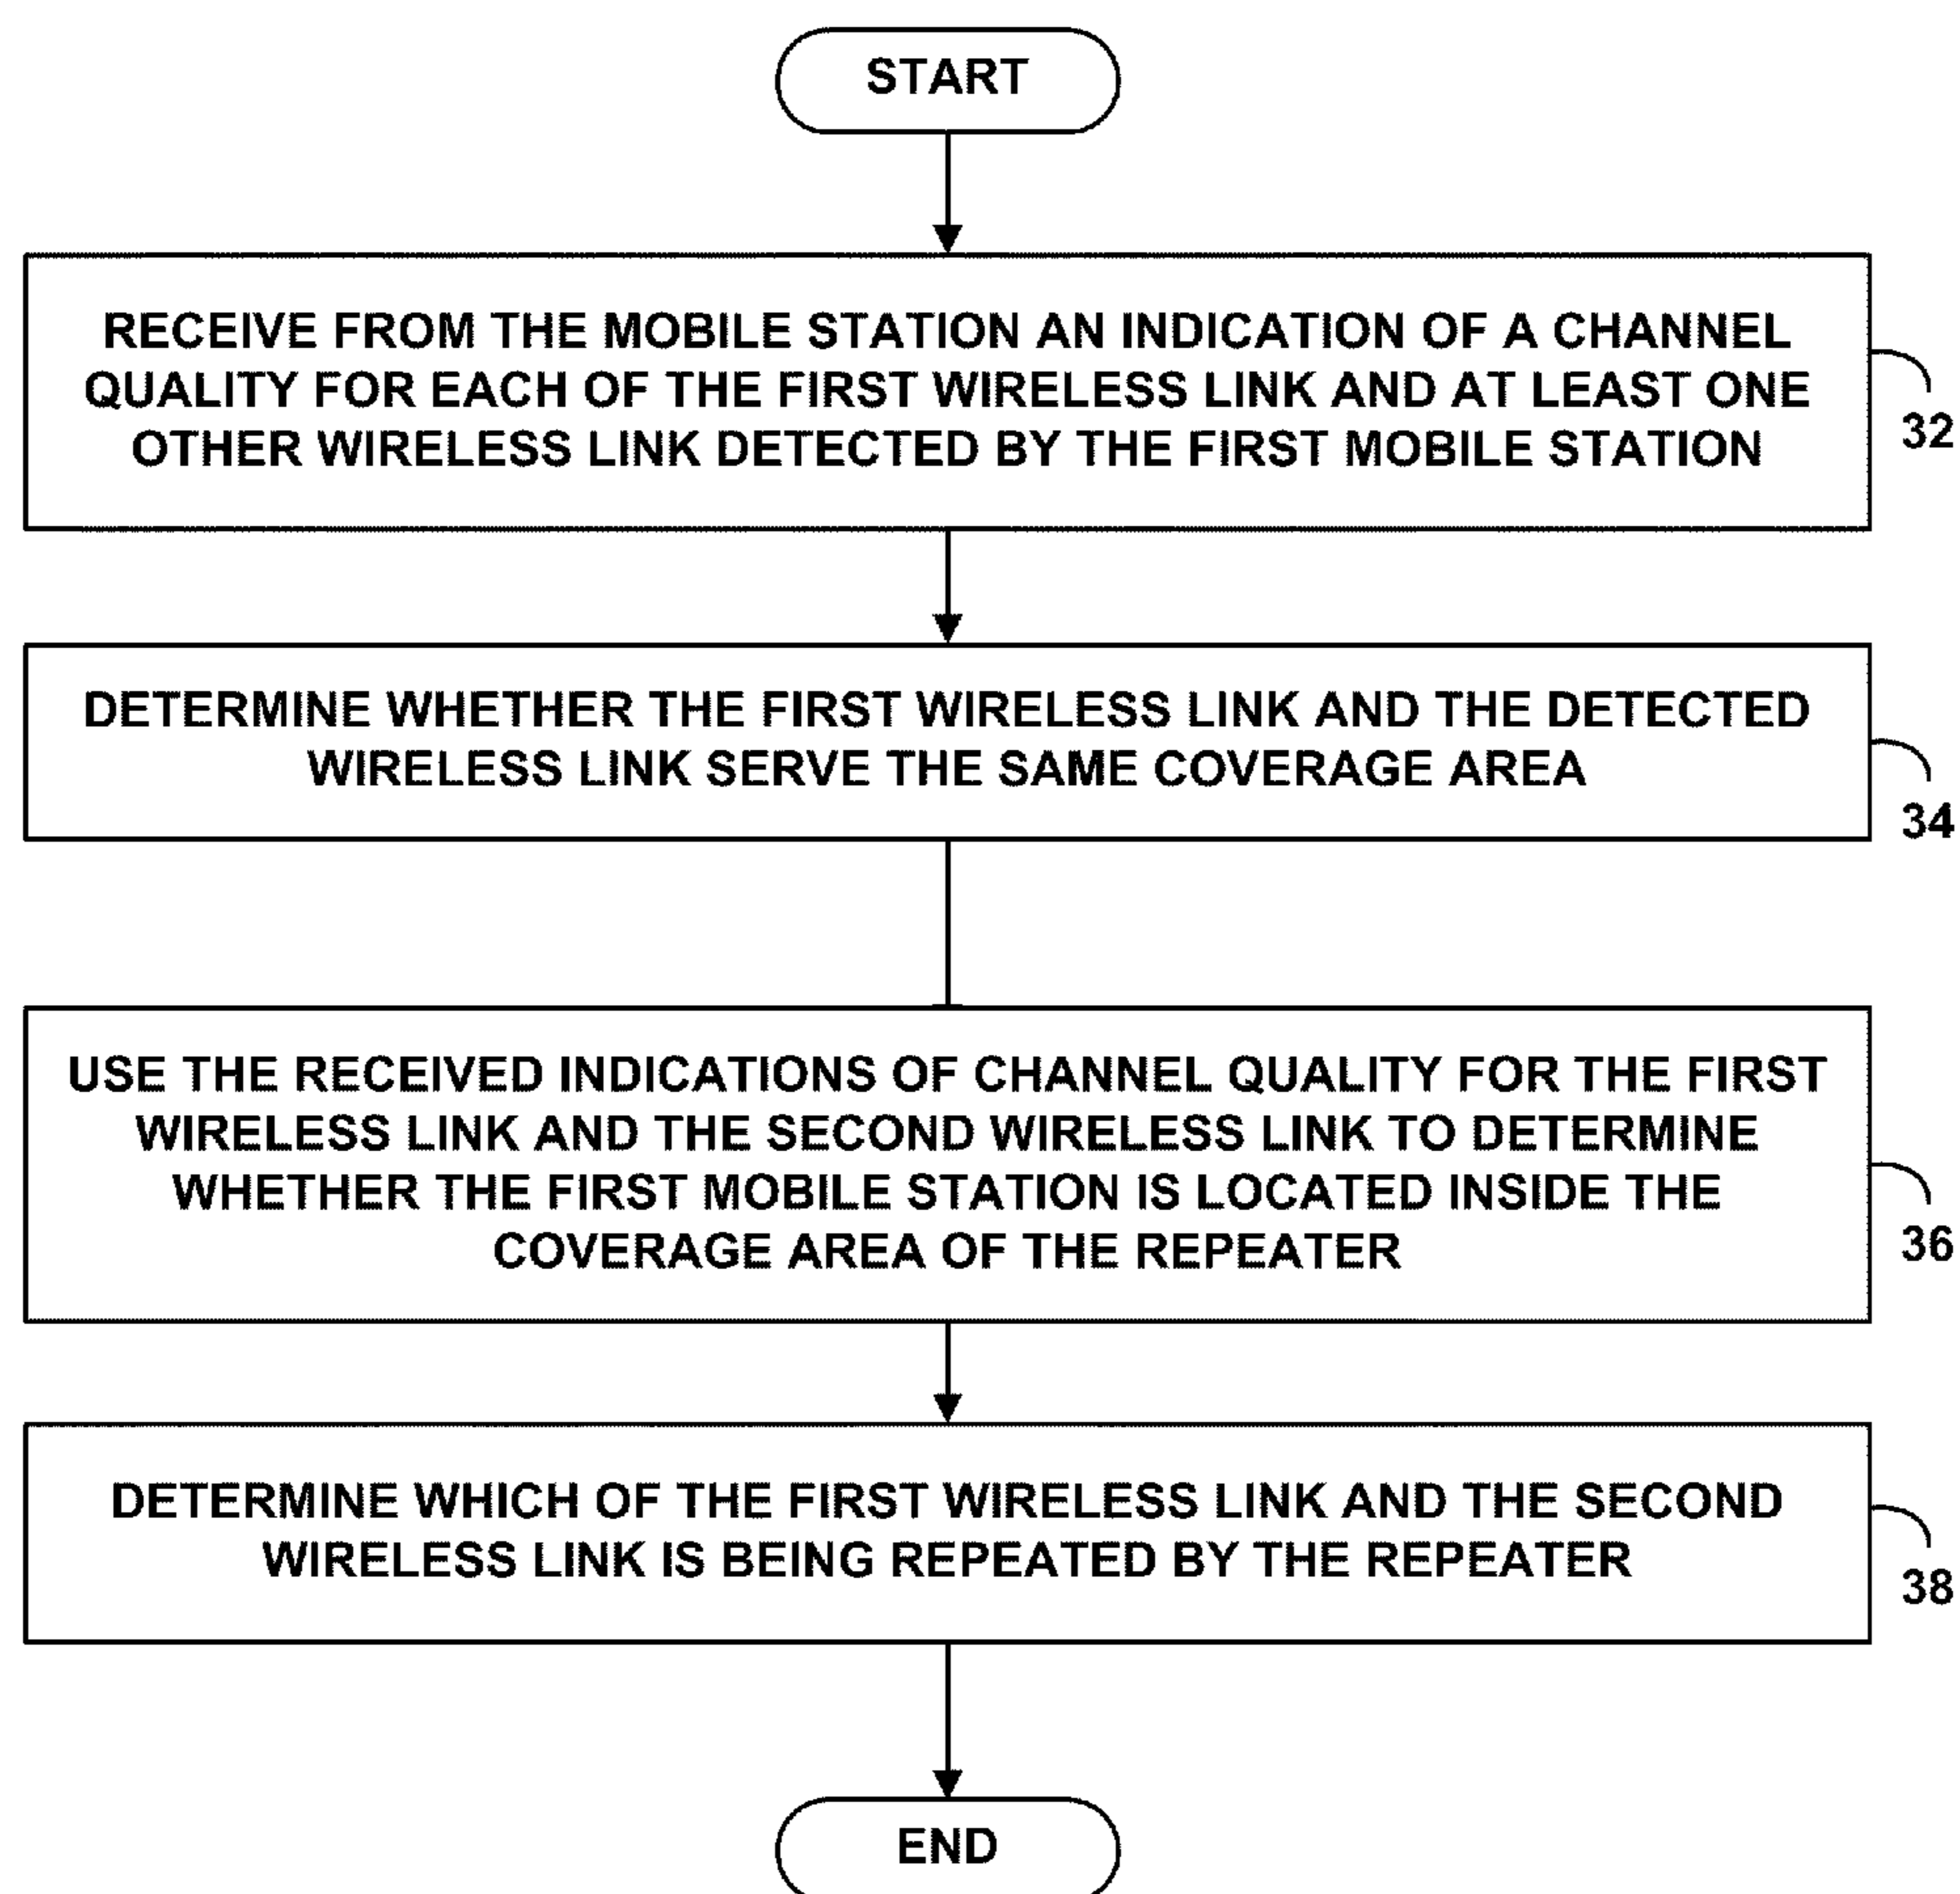 START
RECEIVE FROM THE MOBILE STATION AN INDICATION OF A CHANNEL
QUALITY FOR EACH OF THE FIRST WIRELESS LINK AND AT LEAST ONE
OTHER WIRELESS LINK DETECTED BY THE FIRST MOBILE STATION
32
DETERMINE WHETHER THE FIRST WIRELESS LINK AND THE DETECTED
WIRELESS LINK SERVE THE SAME COVERAGE AREA
34
USE THE RECEIVED INDICATIONS OF CHANNEL QUALITY FOR THE FIRST
WIRELESS LINK AND THE SECOND WIRELESS LINK TO DETERMINE
WHETHER THE FIRST MOBILE STATION IS LOCATED INSIDE THE
COVERAGE AREA OF THE REPEATER
36
DETERMINE WHICH OF THE FIRST WIRELESS LINK AND THE SECOND
WIRELESS LINK IS BEING REPEATED BY THE REPEATER
38
END